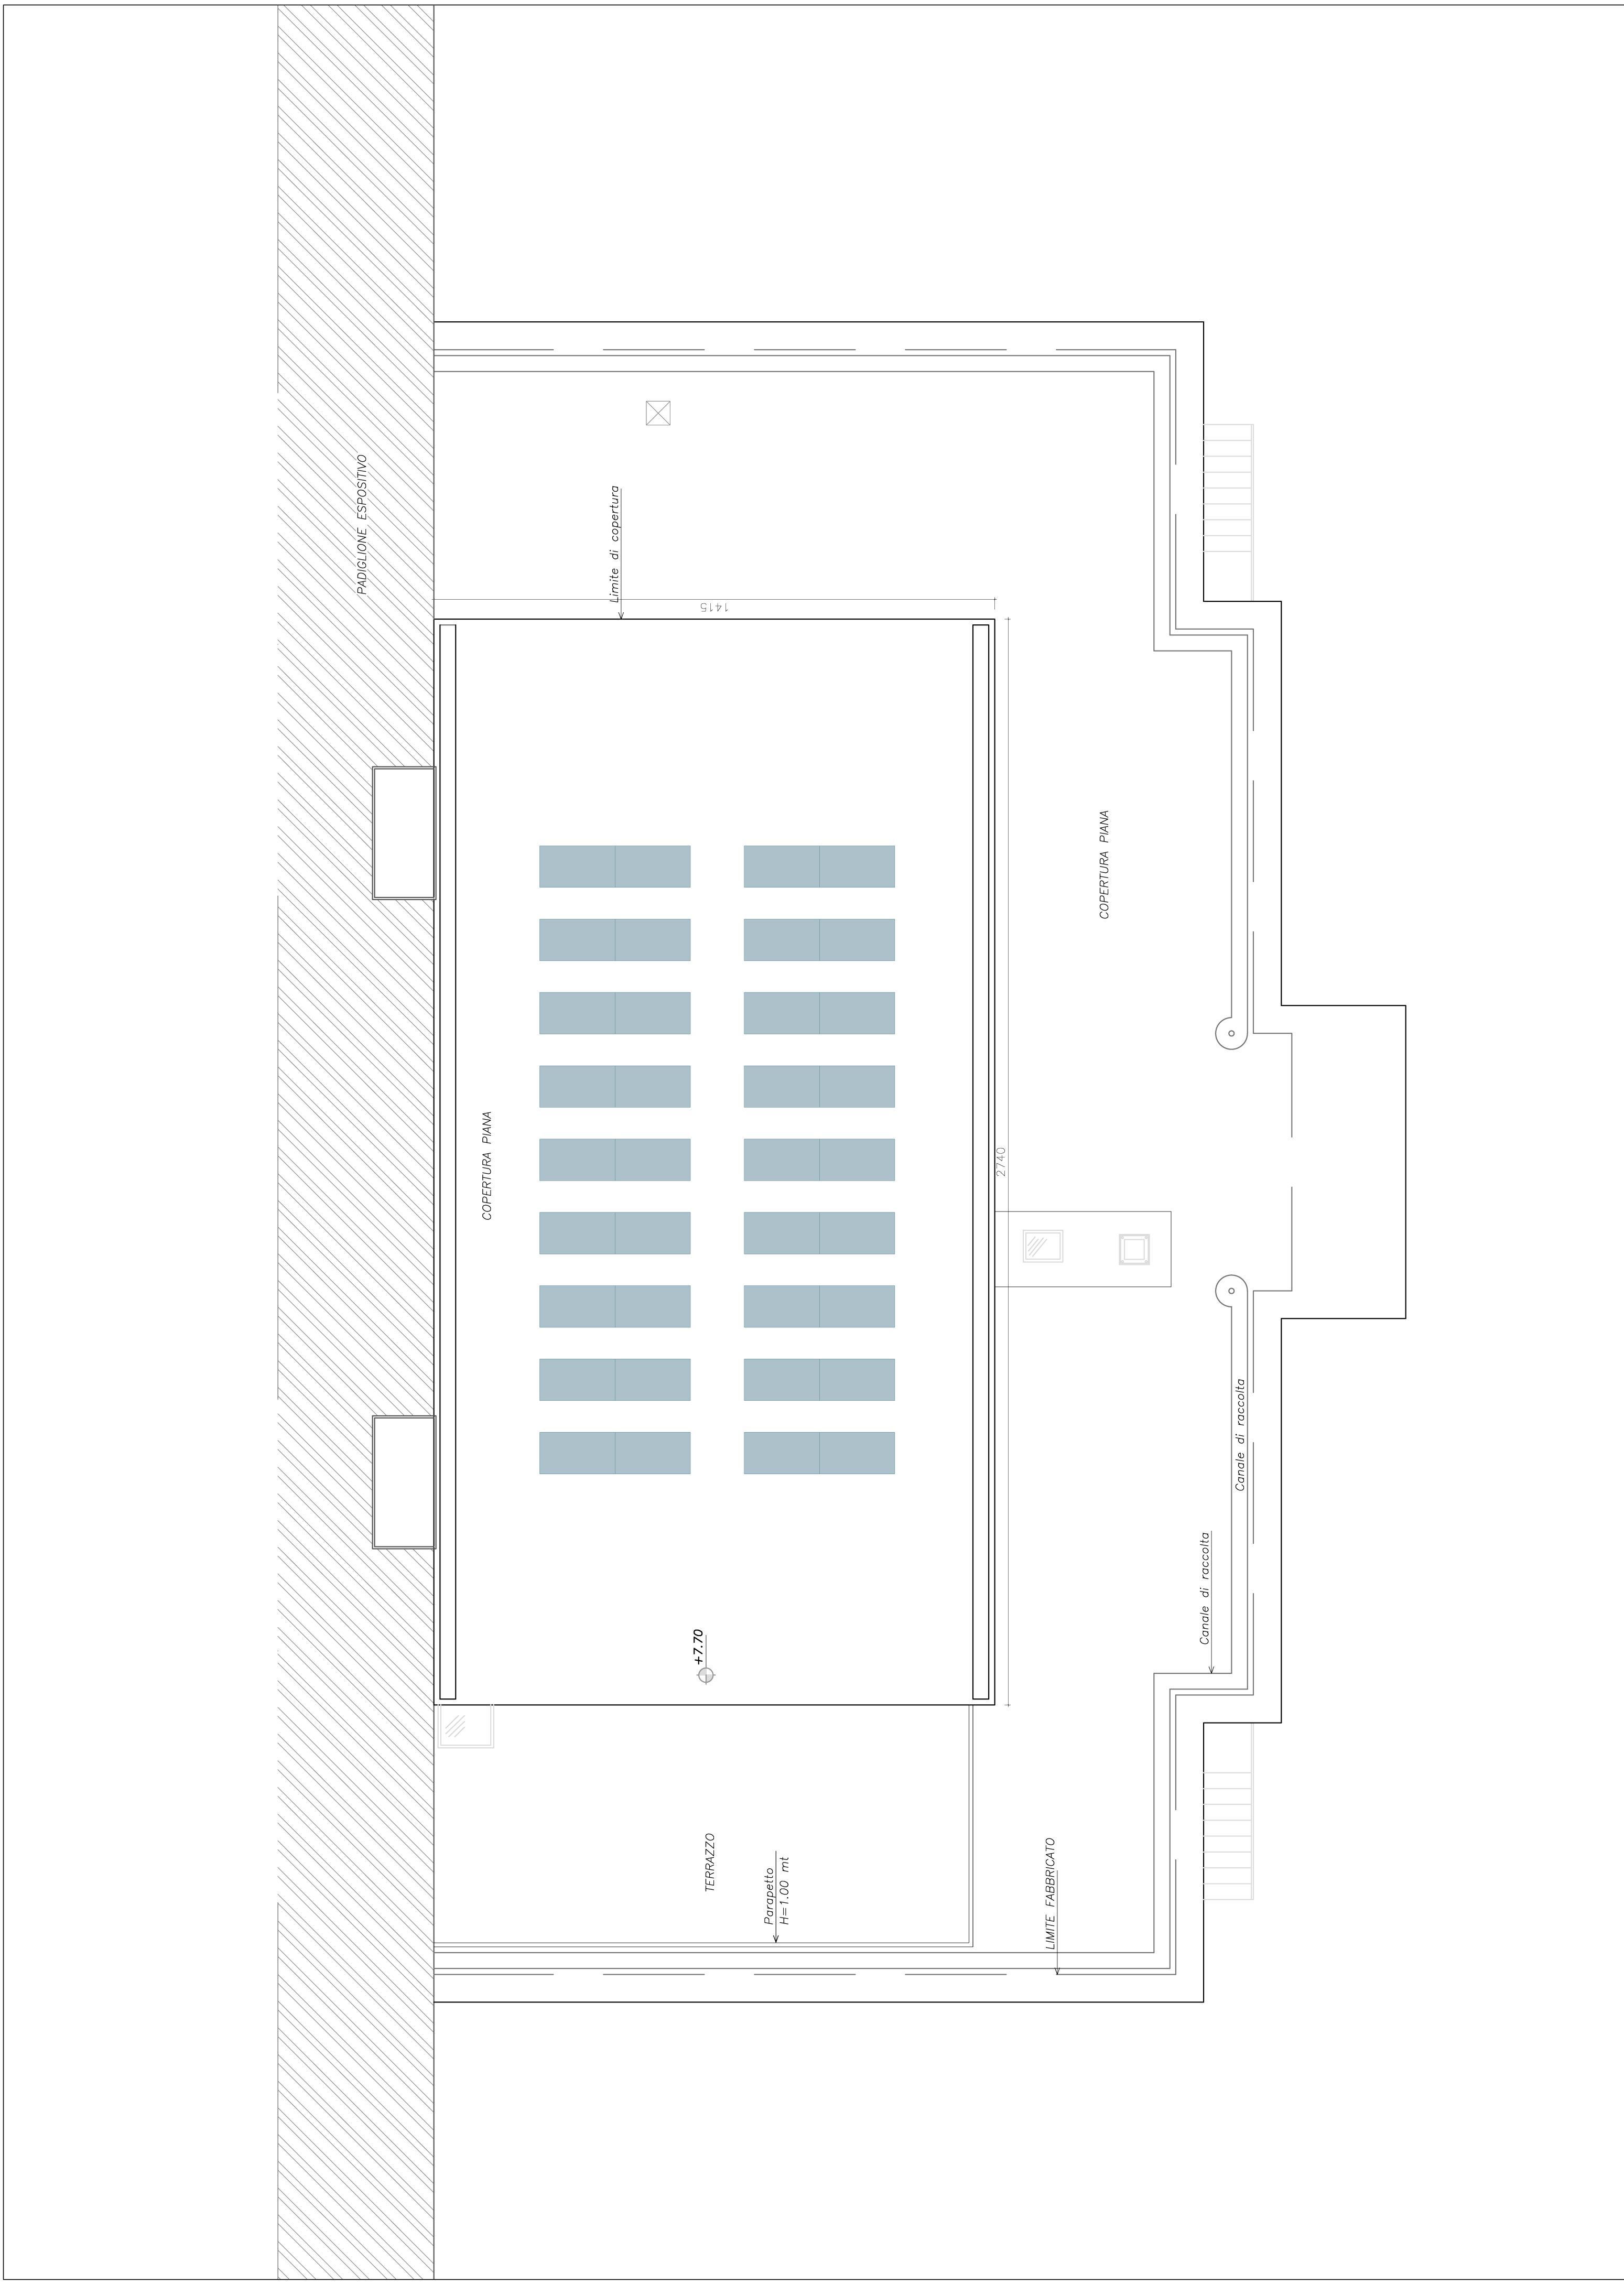 PADIGLIONE ESPOSITIVO
Limite di copertura
1415
COPERTURA PIANA
COPERTURA PIANA
2740
Canale di raccolta
Canale di raccolta
+7.70
TERRAZZO
Parapetto
H=1.00 mt
LIMITE FABBRICATO